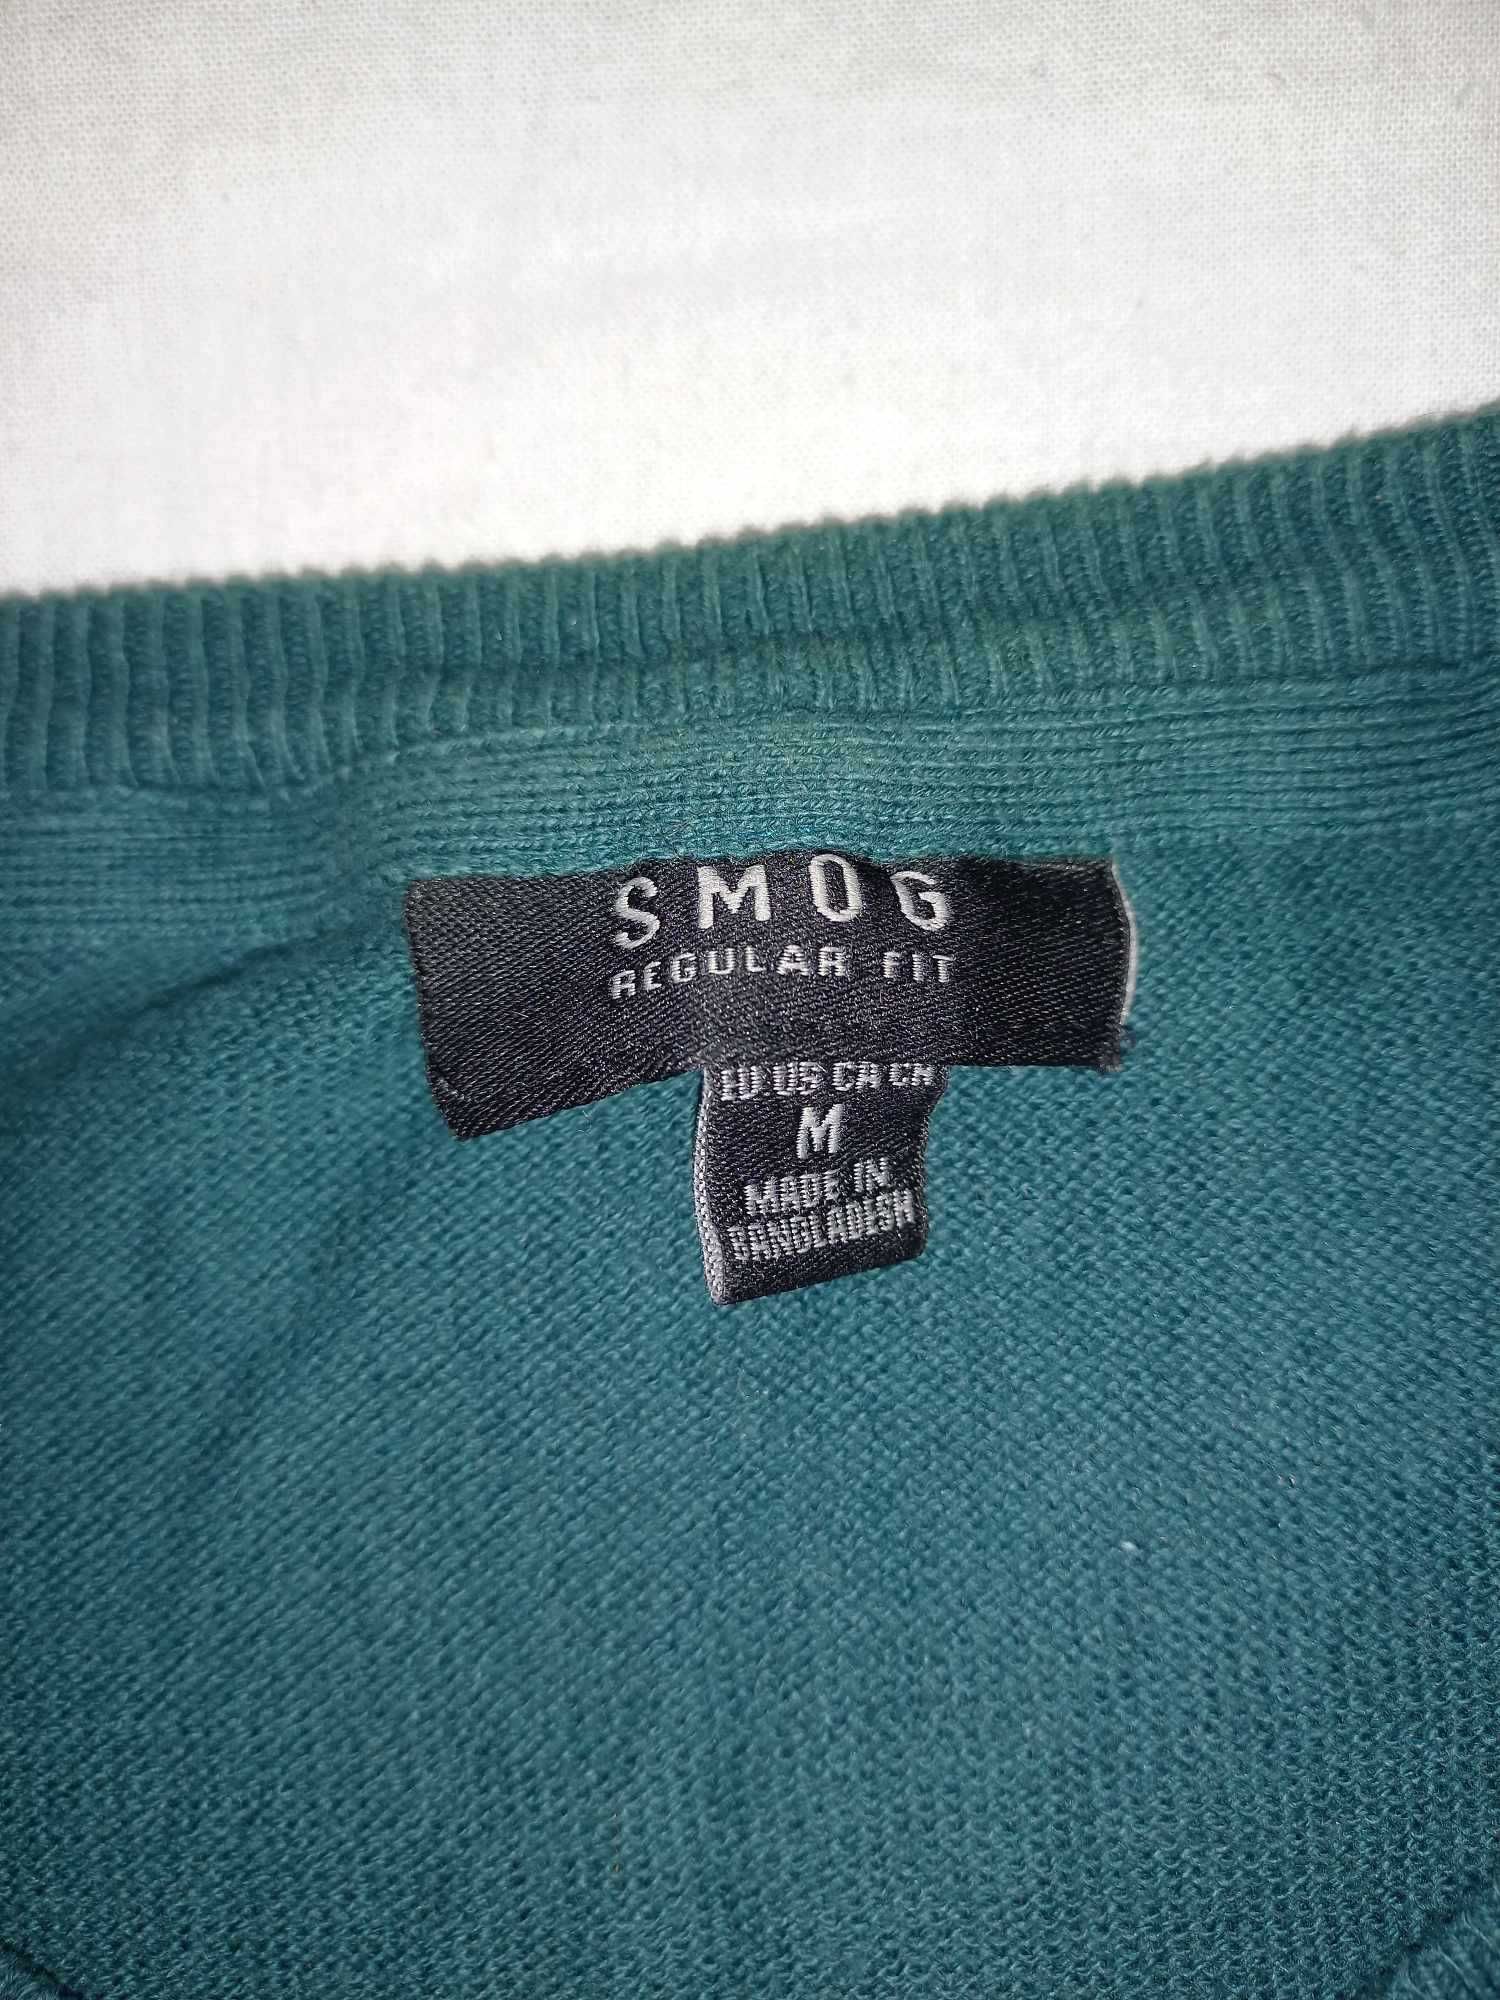 SMOG
REGULAR FIT
EU.US CA CN
M
MADE IN
BANGLADESH